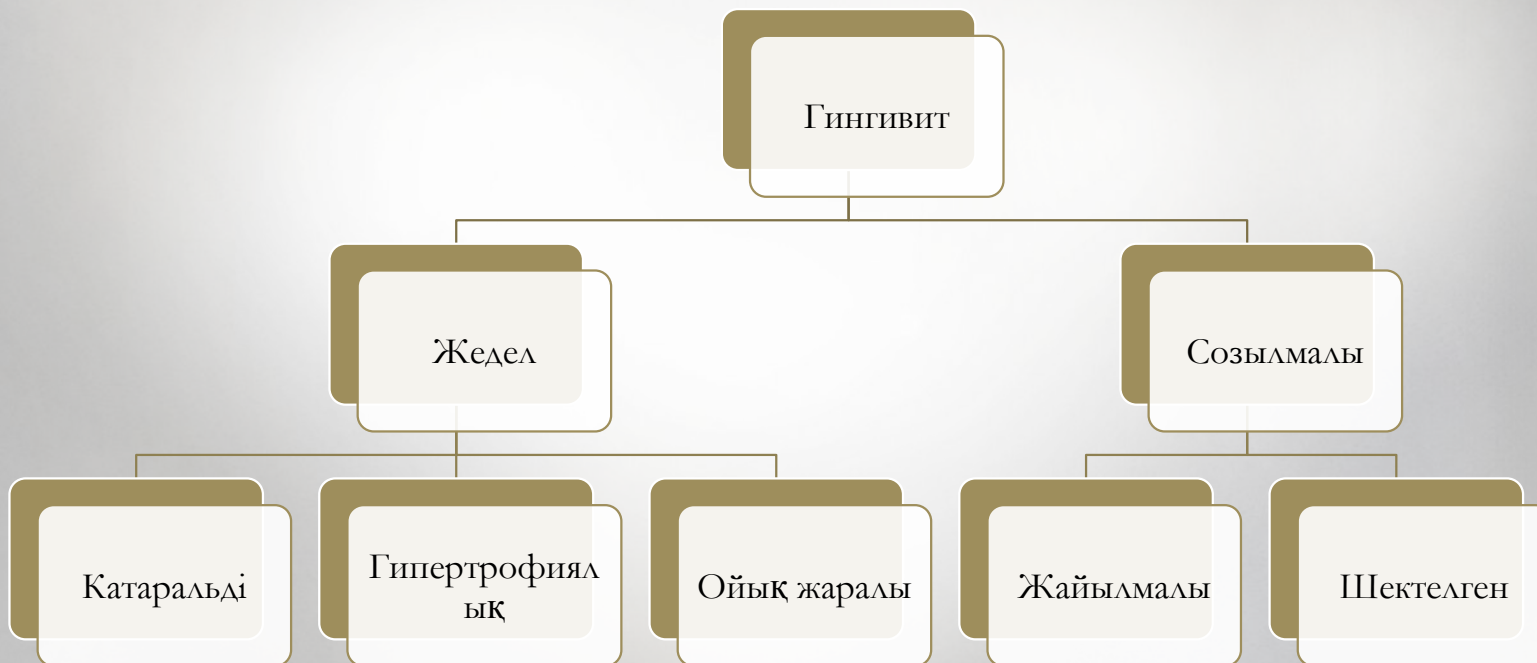 Гингивит
Жедел
Созылмалы
Катаральді
Гипертрофиял
ық
Ойық жаралы
Жайылмалы
Шектелген